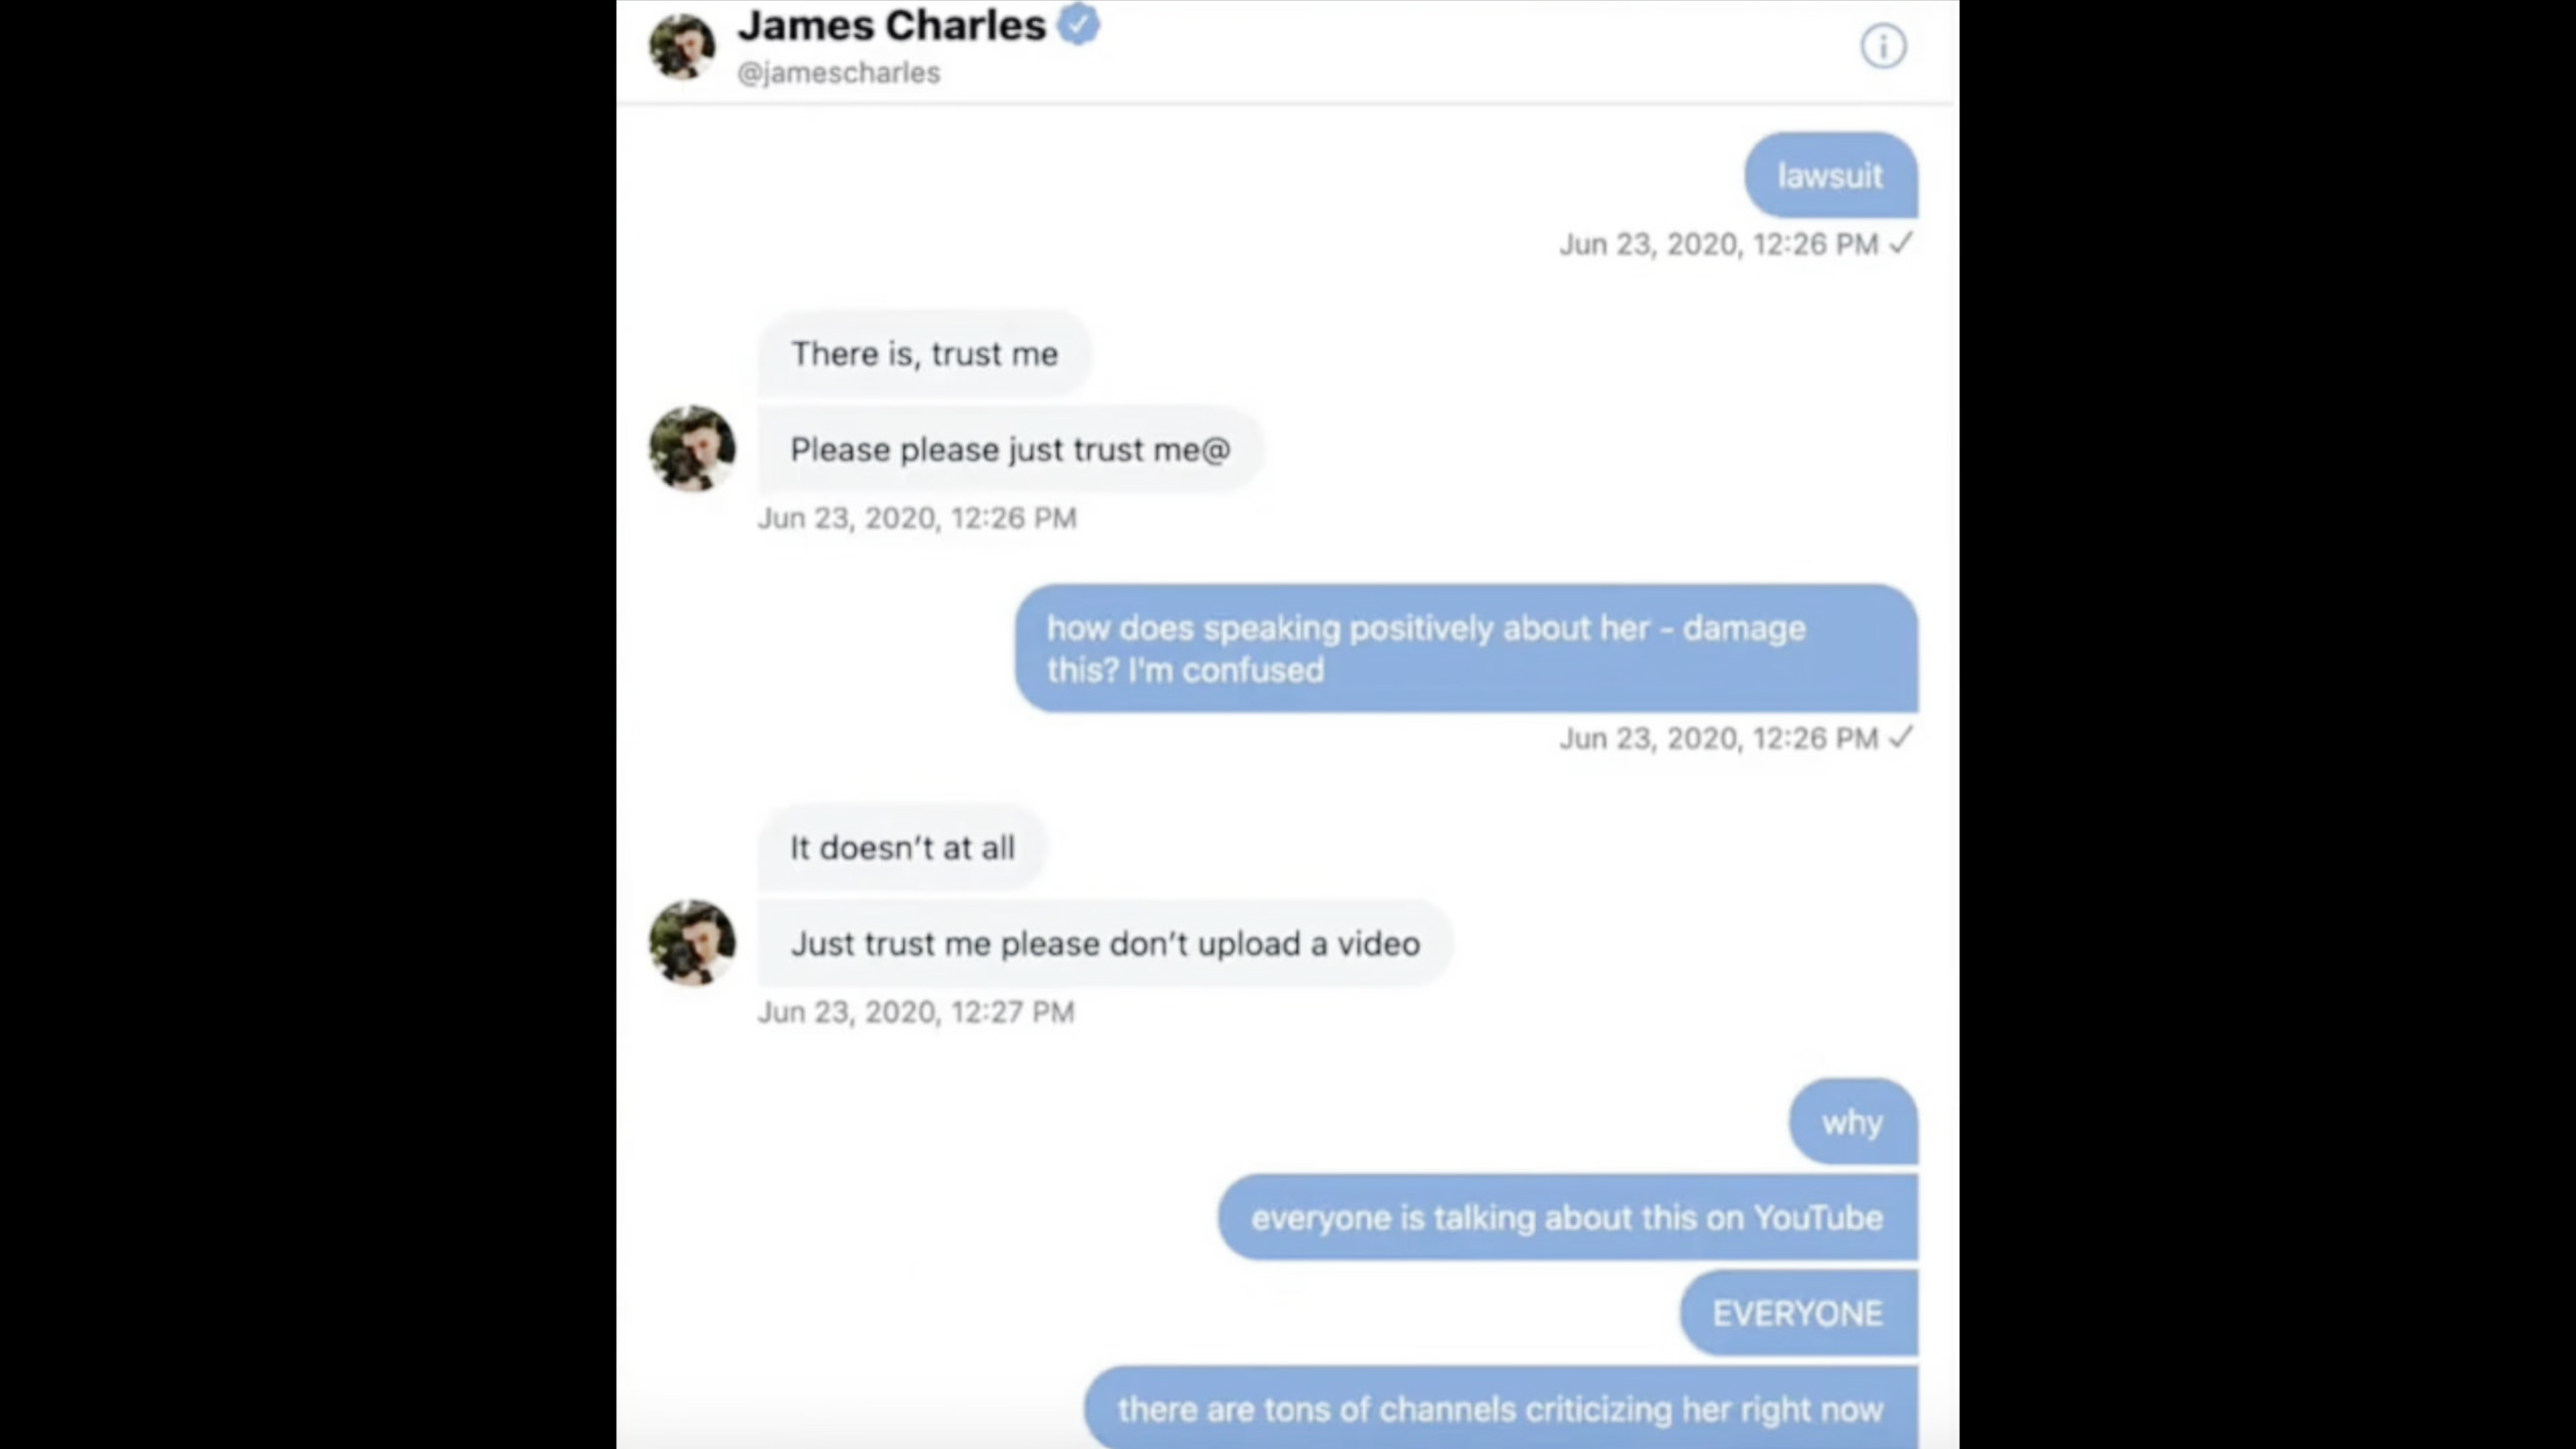 James Charles
@jamescharles
lawsuit
Jun 23, 2020, 12:26 PM ✓
There is, trust me
Please please just trust me@
Jun 23, 2020, 12:26 PM
how does speaking positively about her - damage
this? I'm confused
Jun 23, 2020, 12:26 PM ✓
It doesn't at all
Just trust me please don't upload a video
Jun 23, 2020, 12:27 PM
why
everyone is talking about this on YouTube
EVERYONE
there are tons of channels criticizing her right now